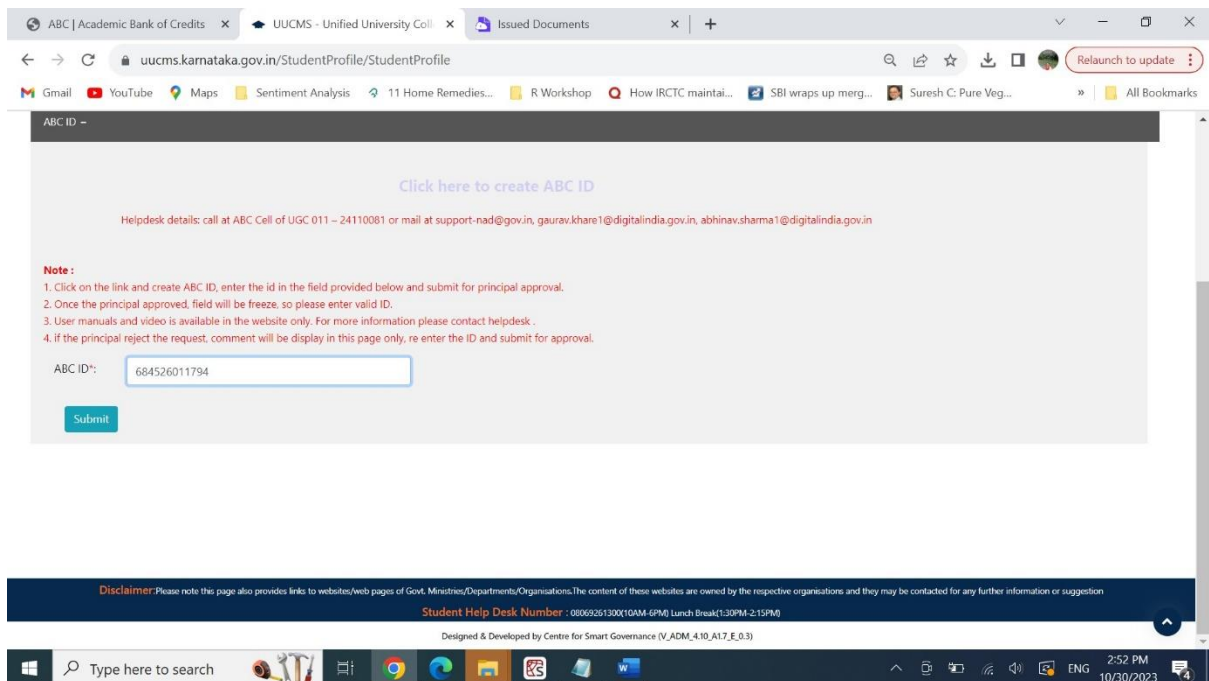 ABC | Academic Bank of Credits
UUCMS - Unified University Coll
Issued Documents
uucms.karnataka.gov.in/StudentProfile/StudentProfile
Relaunch to update
Gmail YouTube Maps Sentiment Analysis 11 Home Remedies... R Workshop How IRCTC maintai... SBI wraps up merg... Suresh C: Pure Veg... » All Bookmarks
ABC ID –
Click here to create ABC ID
Helpdesk details: call at ABC Cell of UGC 011 – 24110081 or mail at support-nad@gov.in, gaurav.khare1@digitalindia.gov.in, abhinav.sharma1@digitalindia.gov.in
Note :
1. Click on the link and create ABC ID, enter the id in the field provided below and submit for principal approval.
2. Once the principal approved, field will be freeze, so please enter valid ID.
3. User manuals and video is available in the website only. For more information please contact helpdesk .
4. if the principal reject the request, comment will be display in this page only, re enter the ID and submit for approval.
ABC ID*: 684526011794
Submit
Disclaimer:Please note this page also provides links to websites/web pages of Govt. Ministries/Departments/Organisations.The content of these websites are owned by the respective organisations and they may be contacted for any further information or suggestion
Student Help Desk Number : 08069261300(10AM-6PM) Lunch Break(1:30PM-2:15PM)
Designed & Developed by Centre for Smart Governance (V_ADM_4.10_A1.7_E_0.3)
Type here to search
ENG
2:52 PM
10/30/2023
4